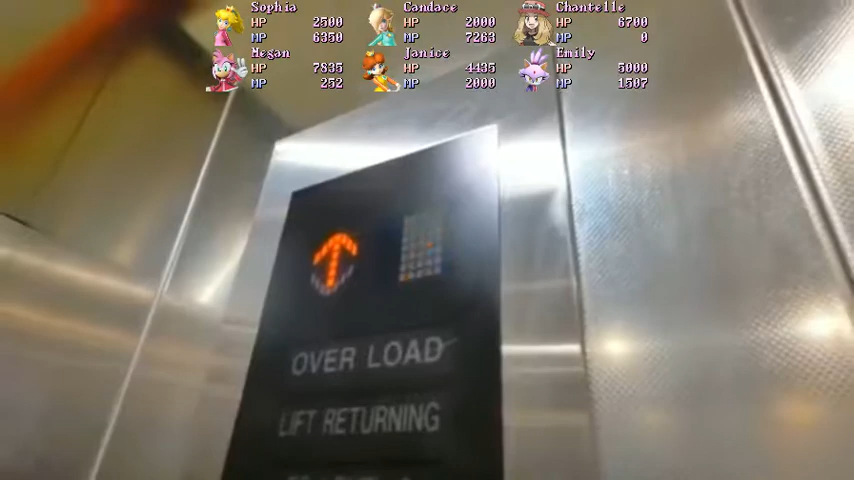 Sophia
HP 2500
MP 6350
Candace
HP 2000
MP 7263
Chantelle
HP 6700
MP 0
Megan
HP 7835
MP 252
Janice
HP 4435
MP 2000
Emily
HP 5000
MP 1507
OVER LOAD
LIFT RETURNING